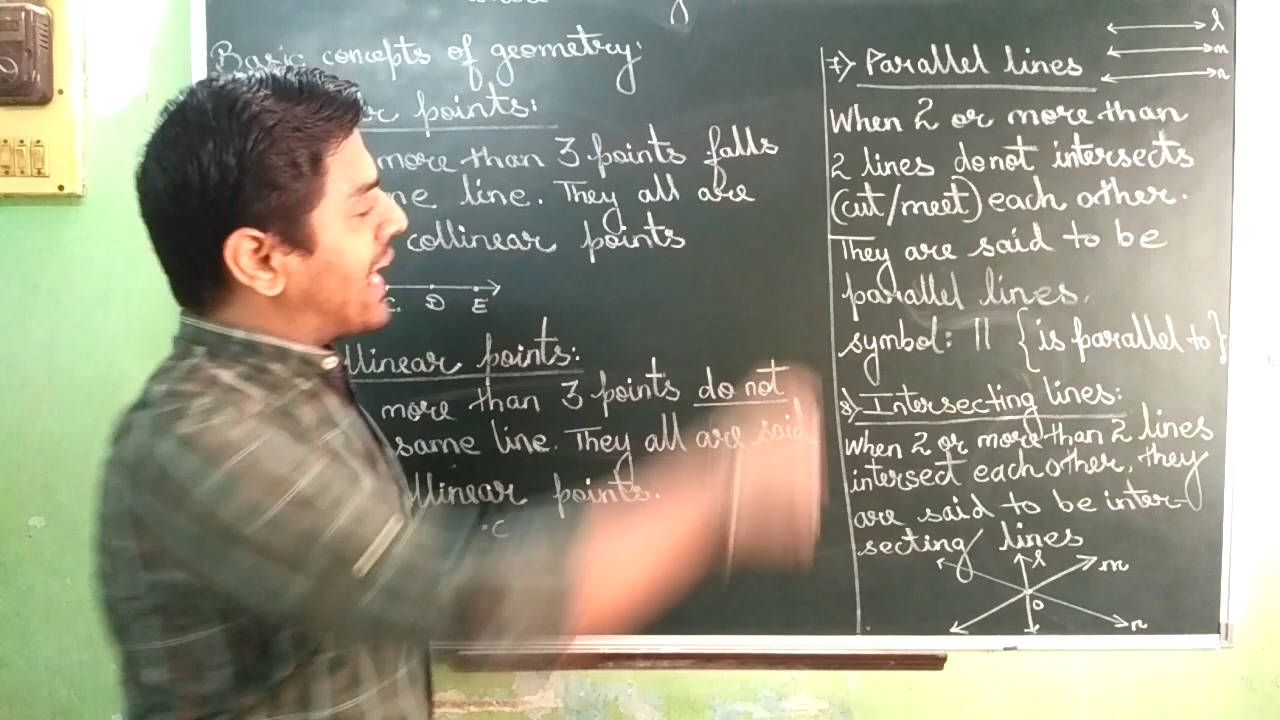 Basic concepts of geometry:
points:
more than 3 points falls
line. They all are
collinear points
C. D E
llinear points:
more than 3 points do not
same line. They all are said
llinear points.
C
7) Parallel lines
l
m
n
When 2 or more than
2 lines donot intersects
(cut/meet) each other.
They are said to be
parallel lines.
symbol: || {is parallel to}
8) Intersecting lines:
When 2 or more than 2 lines
intersect each other, they
are said to be inter-
secting lines
l
m
o
n